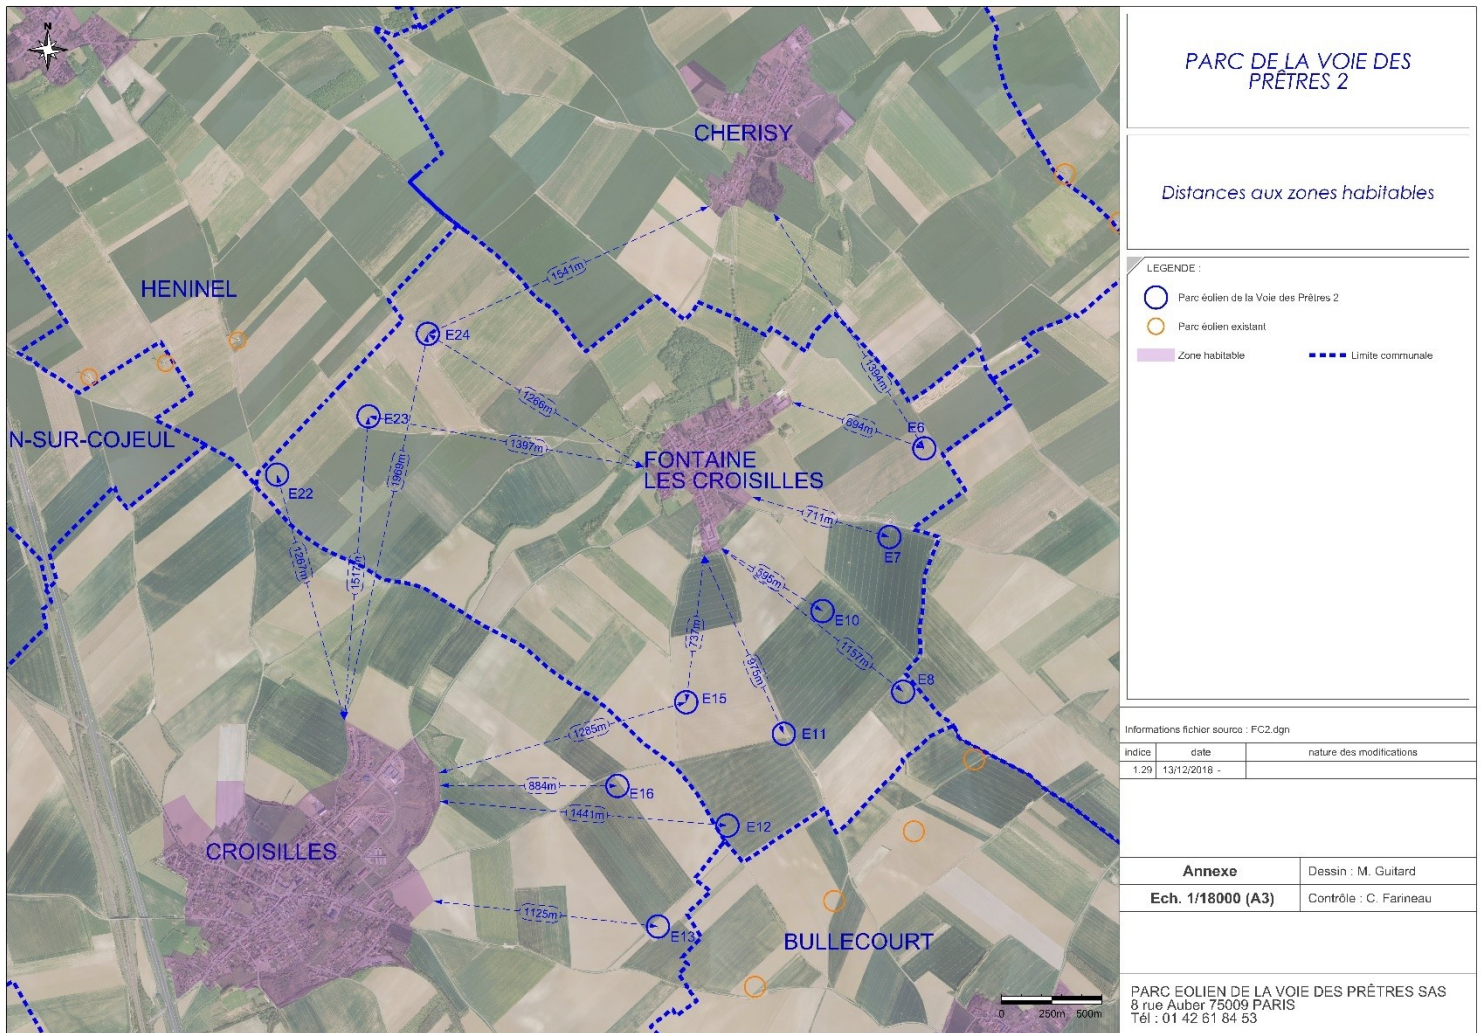 N
CHERISY
HENINEL
N-SUR-COJEUL
FONTAINE
LES CROISILLES
CROISILLES
BULLECOURT
E24
E23
E22
E6
E7
E10
E8
E15
E11
E16
E12
E13
1541m
1266m
1397m
1969m
1517m
1267m
1394m
694m
711m
595m
1157m
737m
975m
1285m
884m
1441m
1125m
0 250m 500m
PARC DE LA VOIE DES
PRÊTRES 2
Distances aux zones habitables
LEGENDE :
Parc éolien de la Voie des Prêtres 2
Parc éolien existant
Zone habitable
Limite communale
Informations fichier source : FC2.dgn
indice date nature des modifications
1.29 13/12/2018 -
Annexe
Dessin : M. Guitard
Ech. 1/18000 (A3)
Contrôle : C. Farineau
PARC EOLIEN DE LA VOIE DES PRÊTRES SAS
8 rue Auber 75009 PARIS
Tél : 01 42 61 84 53